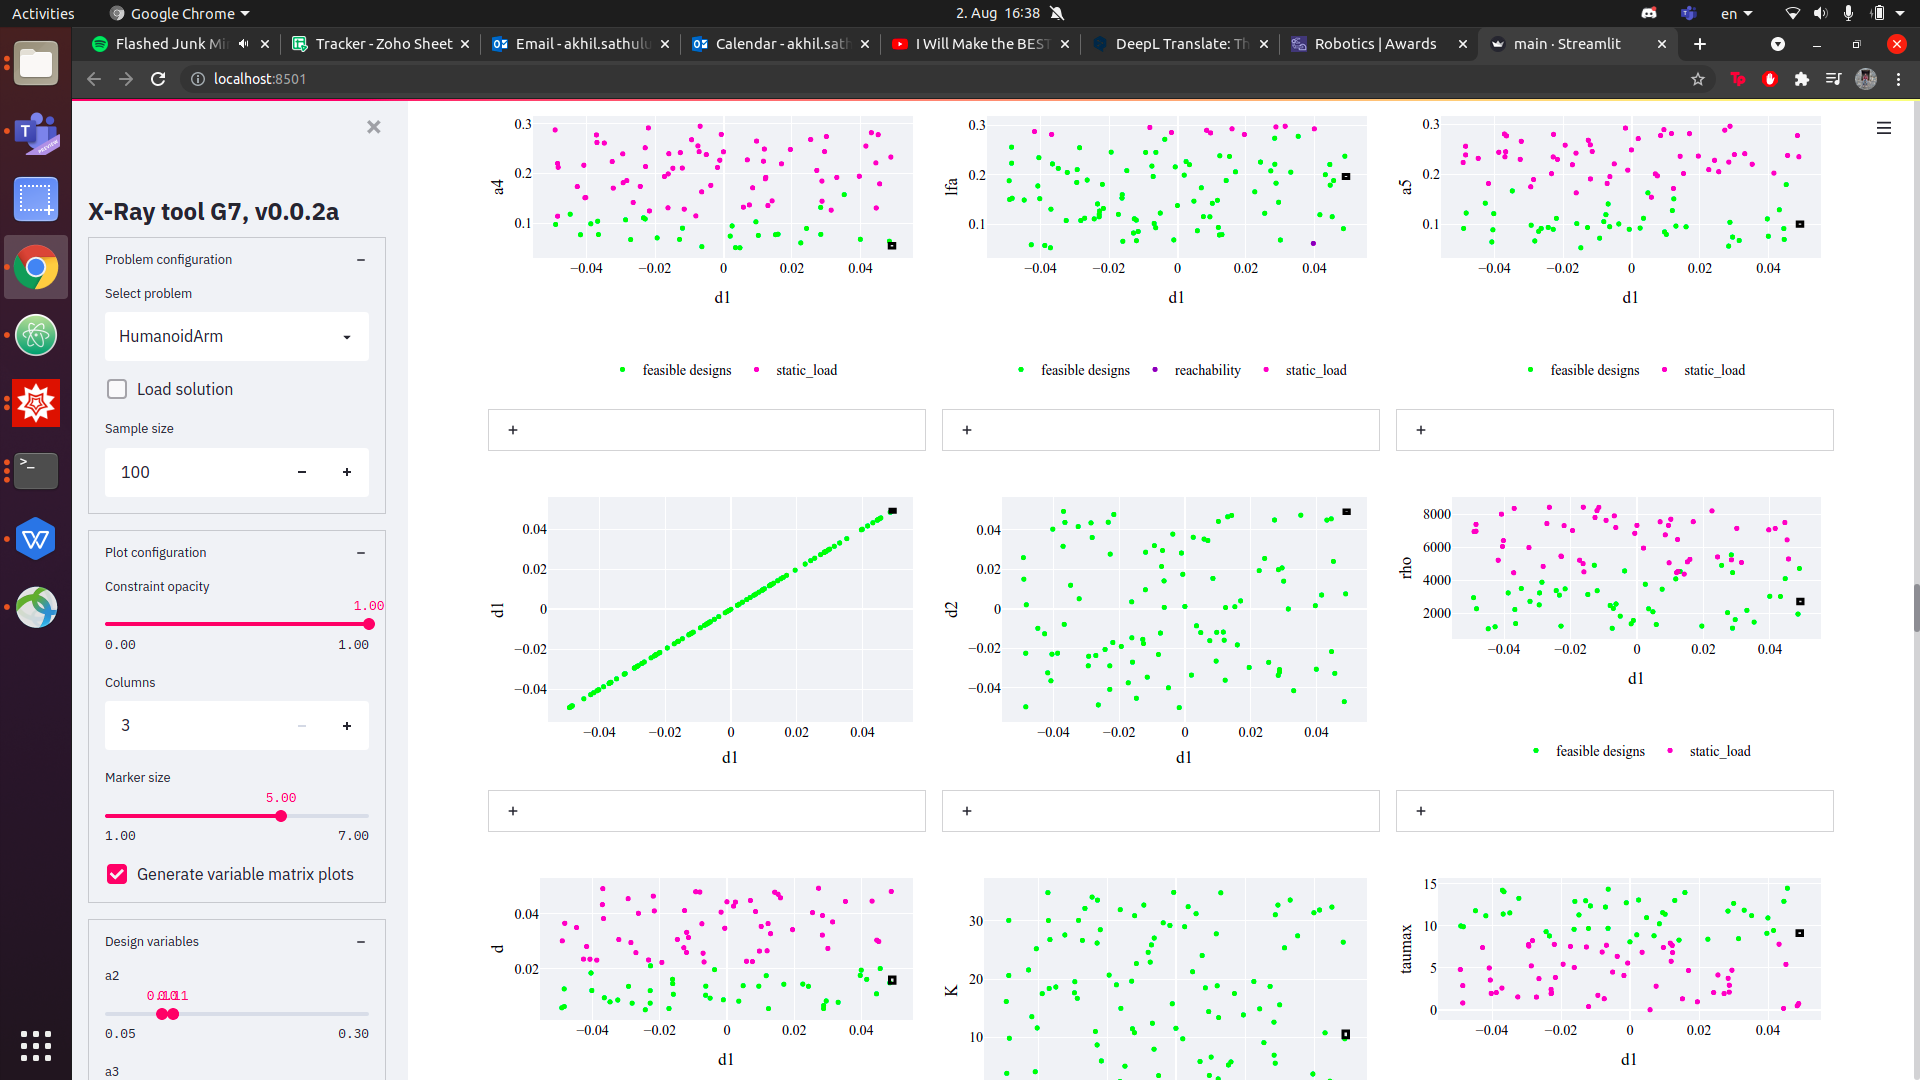 Activities
Google Chrome
2. Aug 16:38
en
Flashed Junk Mi
Tracker - Zoho Sheet
Email - akhil.sathulu
Calendar - akhil.sath
I Will Make the BEST
DeepL Translate: Th
Robotics | Awards
main · Streamlit
localhost:8501
X-Ray tool G7, v0.0.2a
Problem configuration
Select problem
HumanoidArm
Load solution
Sample size
100
Plot configuration
Constraint opacity
1.00
0.00
1.00
Columns
3
Marker size
5.00
1.00
7.00
Generate variable matrix plots
Design variables
a2
0.05
0.30
a3
a4
0.3
0.2
0.1
−0.04
−0.02
0
0.02
0.04
d1
feasible designs
static_load
lfa
0.3
0.2
0.1
−0.04
−0.02
0
0.02
0.04
d1
feasible designs
reachability
static_load
a5
0.3
0.2
0.1
−0.04
−0.02
0
0.02
0.04
d1
feasible designs
static_load
+
+
+
d1
0.04
0.02
0
−0.02
−0.04
−0.04
−0.02
0
0.02
0.04
d1
d2
0.04
0.02
0
−0.02
−0.04
−0.04
−0.02
0
0.02
0.04
d1
rho
8000
6000
4000
2000
−0.04
−0.02
0
0.02
0.04
d1
feasible designs
static_load
+
+
+
d
0.04
0.02
−0.04
−0.02
0
0.02
0.04
d1
K
30
20
10
taumax
15
10
5
0
−0.04
−0.02
0
0.02
0.04
d1